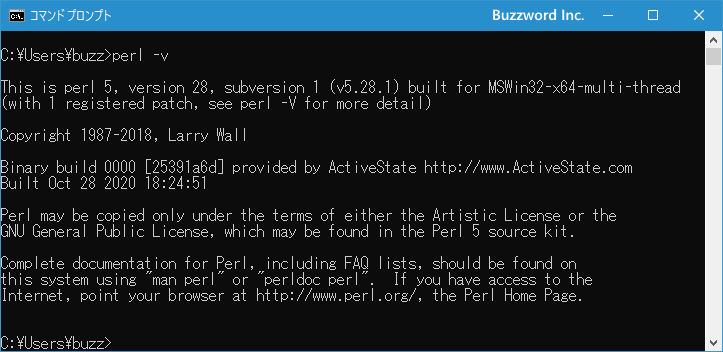 コマンドプロンプト
Buzzword Inc.
C:¥Users¥buzz>perl -v
This is perl 5, version 28, subversion 1 (v5.28.1) built for MSWin32-x64-multi-thread
(with 1 registered patch, see perl -V for more detail)
Copyright 1987-2018, Larry Wall
Binary build 0000 [25391a6d] provided by ActiveState http://www.ActiveState.com
Built Oct 28 2020 18:24:51
Perl may be copied only under the terms of either the Artistic License or the
GNU General Public License, which may be found in the Perl 5 source kit.
Complete documentation for Perl, including FAQ lists, should be found on
this system using "man perl" or "perldoc perl".  If you have access to the
Internet, point your browser at http://www.perl.org/, the Perl Home Page.
C:¥Users¥buzz>